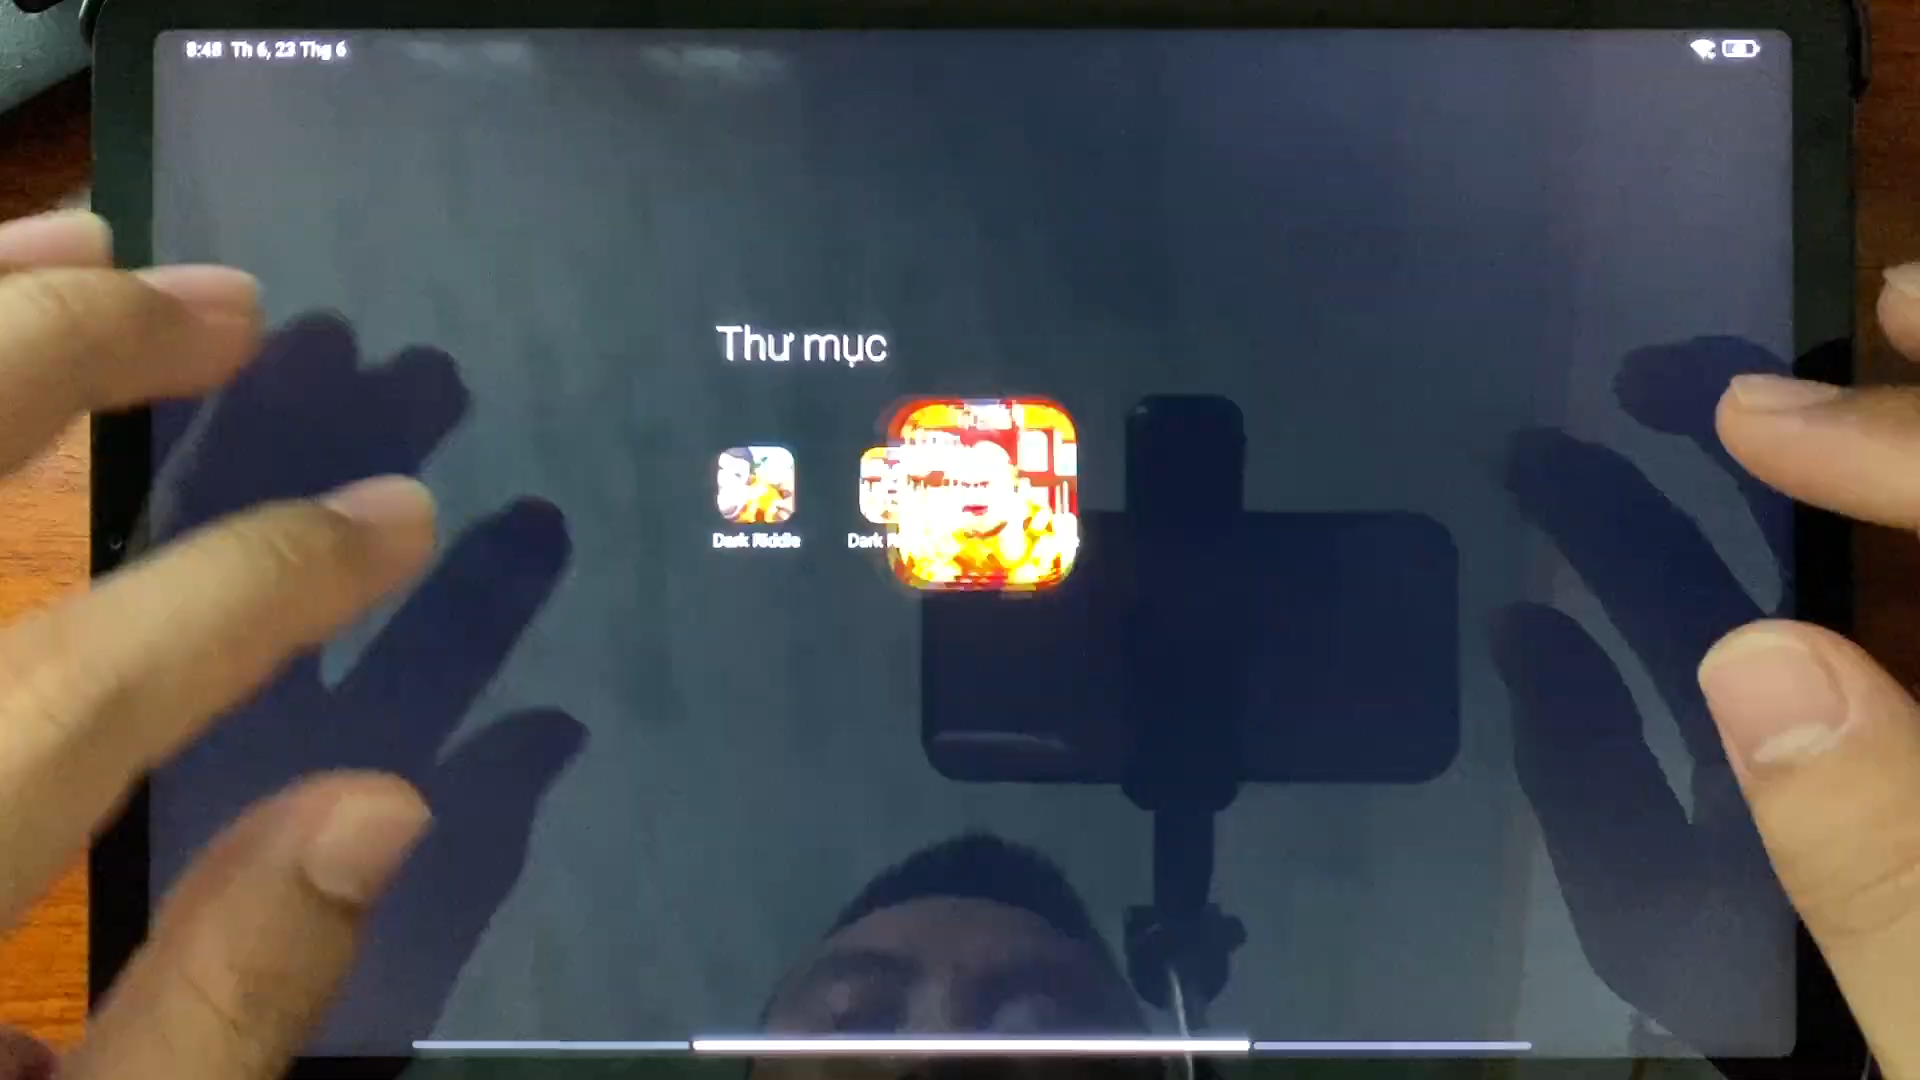 8:48 Th 6, 23 Thg 6
Thư mục
Dark Riddle
Dark